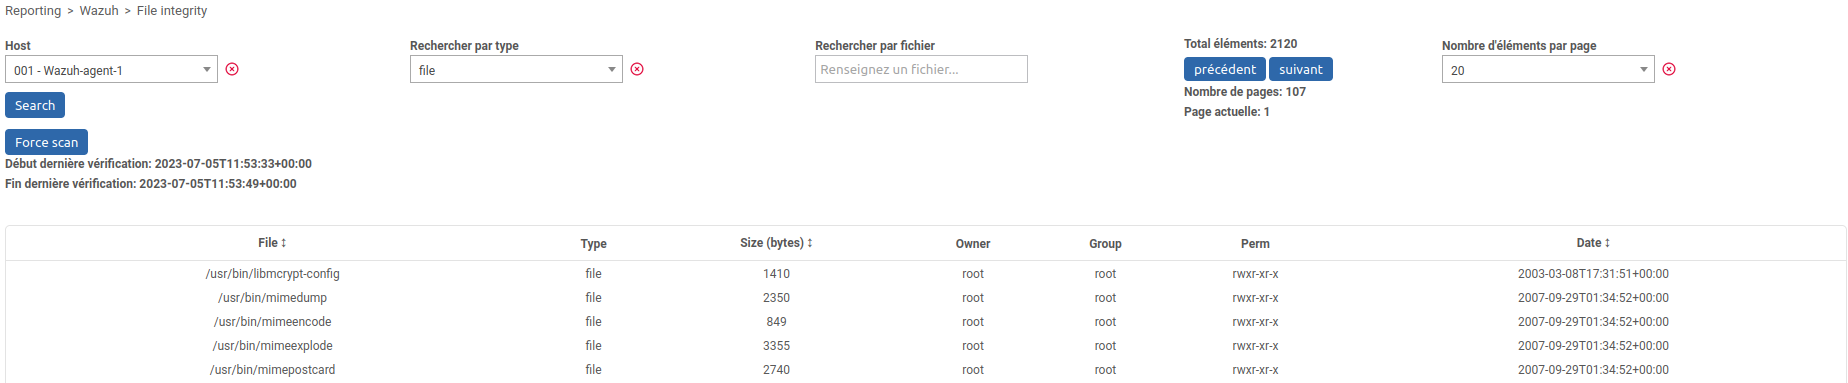 Reporting > Wazuh > File integrity
Host
001 - Wazuh-agent-1
Search
Force scan
Début dernière vérification: 2023-07-05T11:53:33+00:00
Fin dernière vérification: 2023-07-05T11:53:49+00:00
Rechercher par type
file
Rechercher par fichier
Renseignez un fichier...
Total éléments: 2120
précédent suivant
Nombre de pages: 107
Page actuelle: 1
Nombre d'éléments par page
20
File Type Size (bytes) Owner Group Perm Date
/usr/bin/libmcrypt-config file 1410 root root rwxr-xr-x 2003-03-08T17:31:51+00:00
/usr/bin/mimedump file 2350 root root rwxr-xr-x 2007-09-29T01:34:52+00:00
/usr/bin/mimeencode file 849 root root rwxr-xr-x 2007-09-29T01:34:52+00:00
/usr/bin/mimeexplode file 3355 root root rwxr-xr-x 2007-09-29T01:34:52+00:00
/usr/bin/mimepostcard file 2740 root root rwxr-xr-x 2007-09-29T01:34:52+00:00